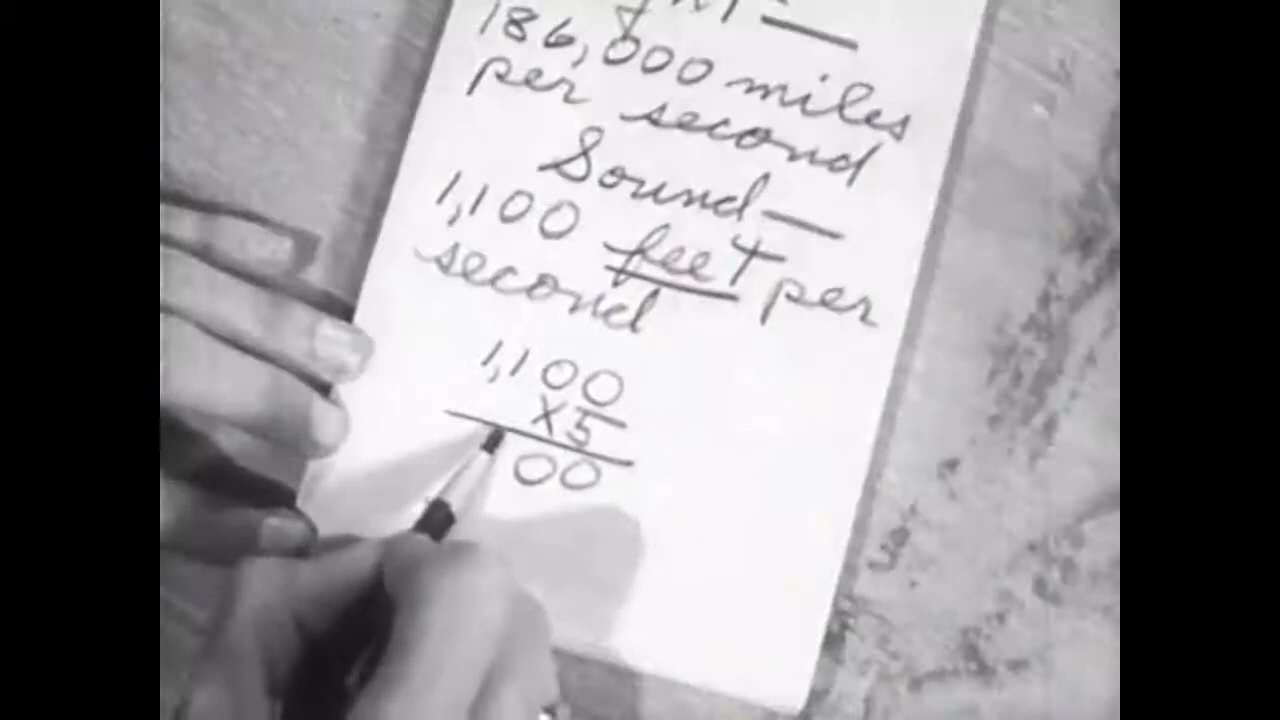 186,000 miles
per second
Sound—
1,100 feet per
second
1,100
x5
00